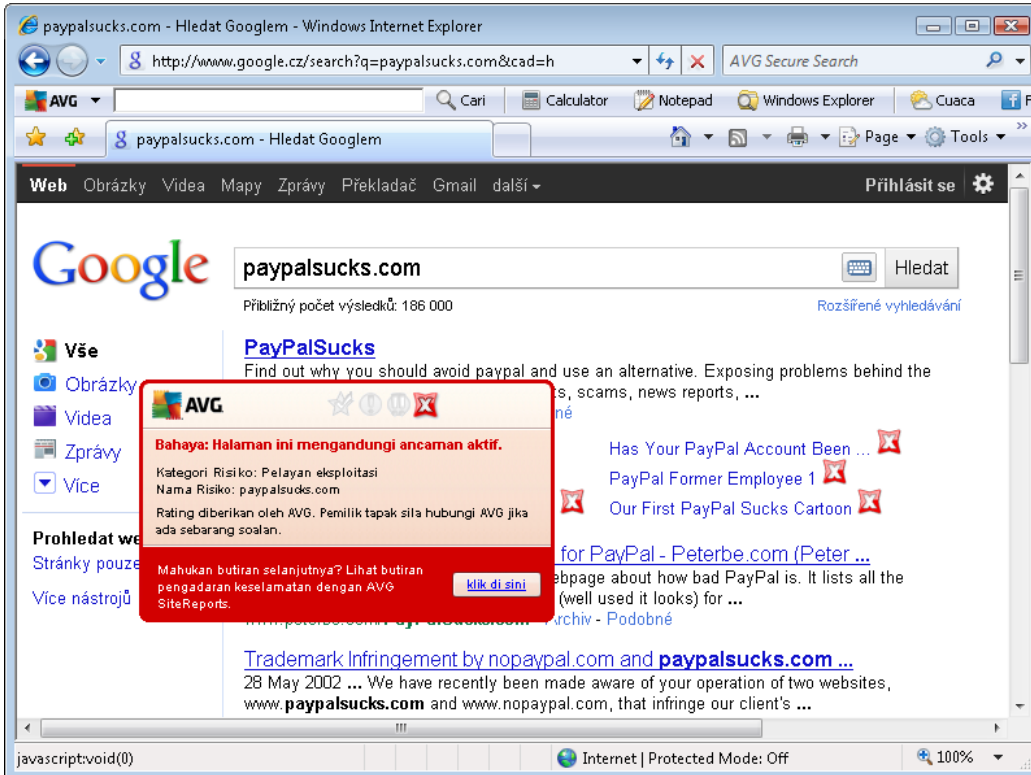 paypalsucks.com - Hledat Googlem - Windows Internet Explorer
http://www.google.cz/search?q=paypalsucks.com&cad=h
AVG Secure Search
AVG
Cari
Calculator
Notepad
Windows Explorer
Cuaca
F
paypalsucks.com - Hledat Googlem
Page
Tools
Web Obrázky Videa Mapy Zprávy Překladač Gmail další
Přihlásit se
Google
paypalsucks.com
Hledat
Přibližný počet výsledků: 186 000
Rozšířené vyhledávání
Vše
Obrázky
Videa
Zprávy
Více
Prohledat we
Stránky pouze
Více nástrojů
PayPalSucks
Find out why you should avoid paypal and use an alternative. Exposing problems behind the
ts, scams, news reports, ...
né
Has Your PayPal Account Been ...
PayPal Former Employee 1
Our First PayPal Sucks Cartoon
AVG
Bahaya: Halaman ini mengandungi ancaman aktif.
Kategori Risiko: Pelayan eksploitasi
Nama Risiko: paypalsucks.com
Rating diberikan oleh AVG. Pemilik tapak sila hubungi AVG jika
ada sebarang soalan.
Mahukan butiran selanjutnya? Lihat butiran
pengadaran keselamatan dengan AVG
SiteReports.
klik di sini
for PayPal - Peterbe.com (Peter ...
ebpage about how bad PayPal is. It lists all the
(well used it looks) for ...
Archiv - Podobné
Trademark Infringement by nopaypal.com and paypalsucks.com ...
28 May 2002 ... We have recently been made aware of your operation of two websites,
www.paypalsucks.com and www.nopaypal.com, that infringe our client's ...
javascript:void(0)
Internet | Protected Mode: Off
100%